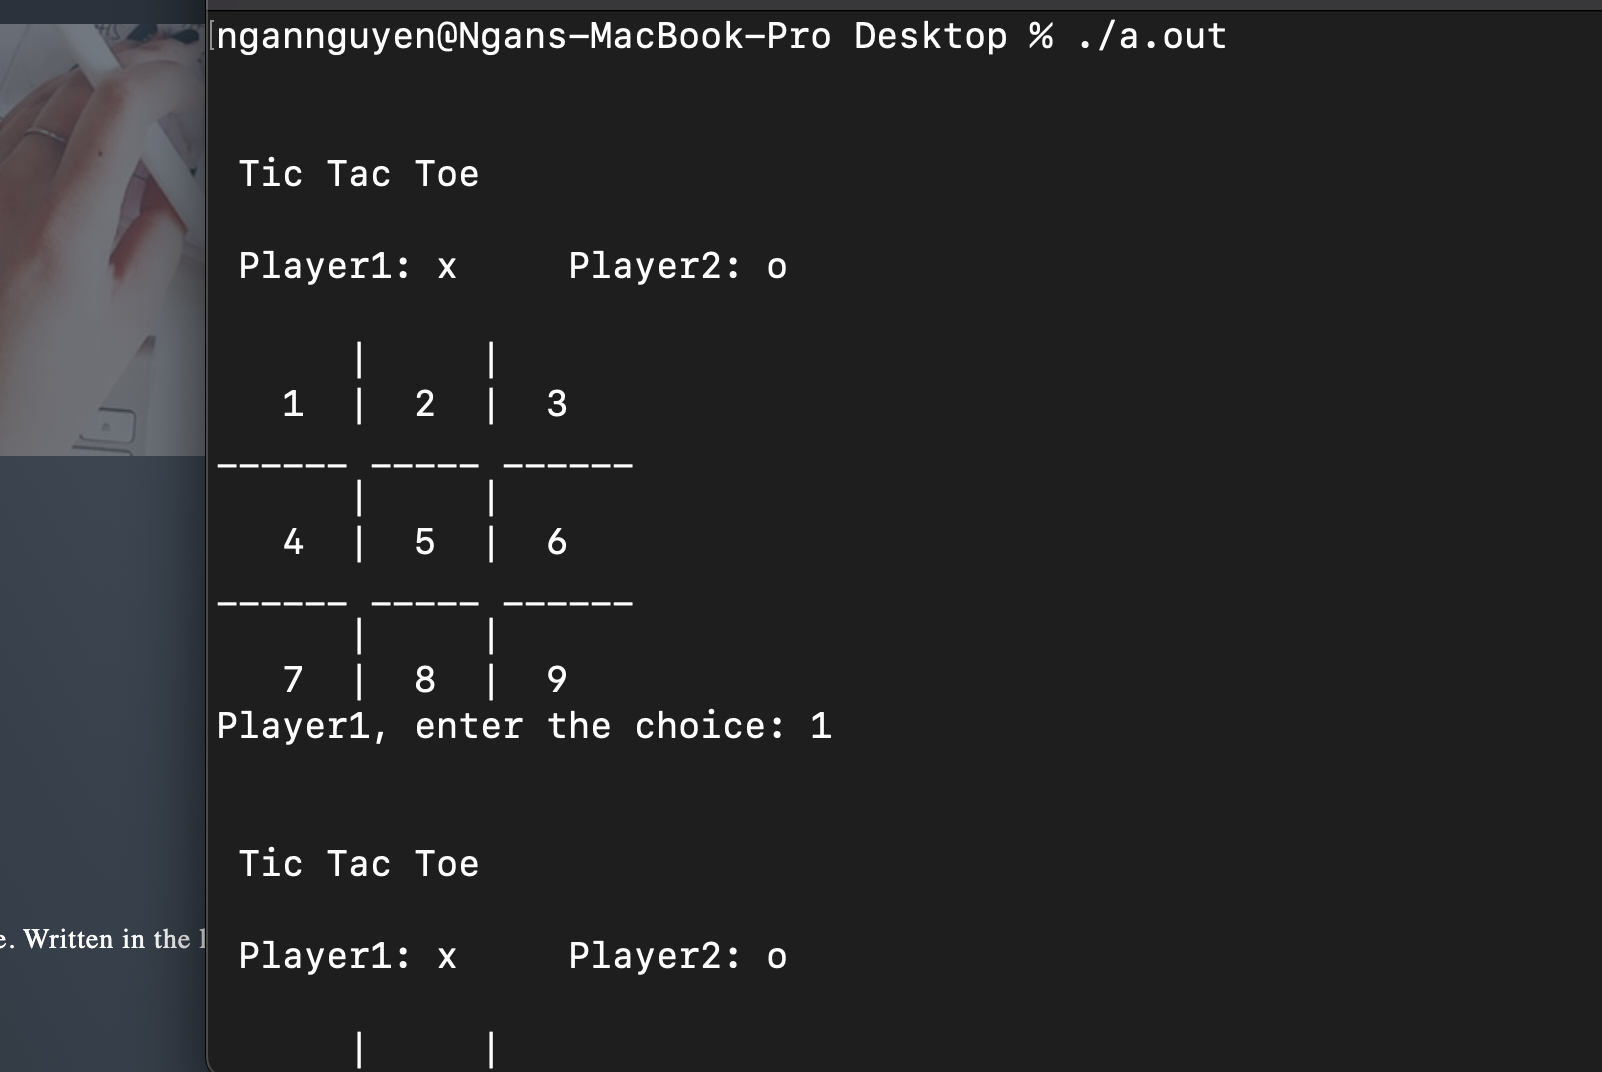 ngannguyen@Ngans-MacBook-Pro Desktop % ./a.out
Tic Tac Toe
Player1: x     Player2: o
      |     |
   1  |  2  |  3
------ ----- ------
      |     |
   4  |  5  |  6
------ ----- ------
      |     |
   7  |  8  |  9
Player1, enter the choice: 1
Tic Tac Toe
Player1: x     Player2: o
      |     |
. Written in the